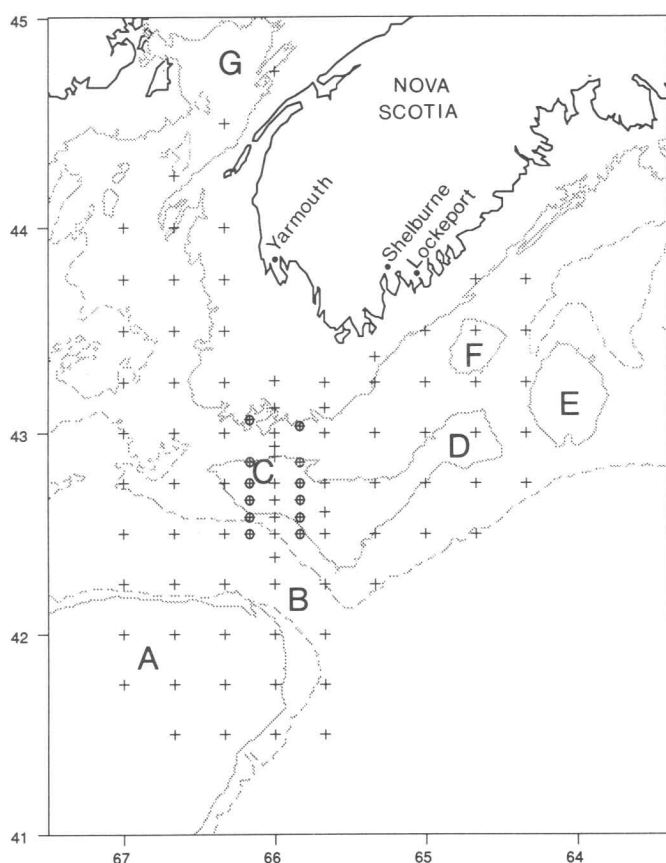 45
G
NOVA
SCOTIA
44
Yarmouth
Shelburne
Lockeport
F
E
43
D
C
B
42
A
41
67
66
65
64